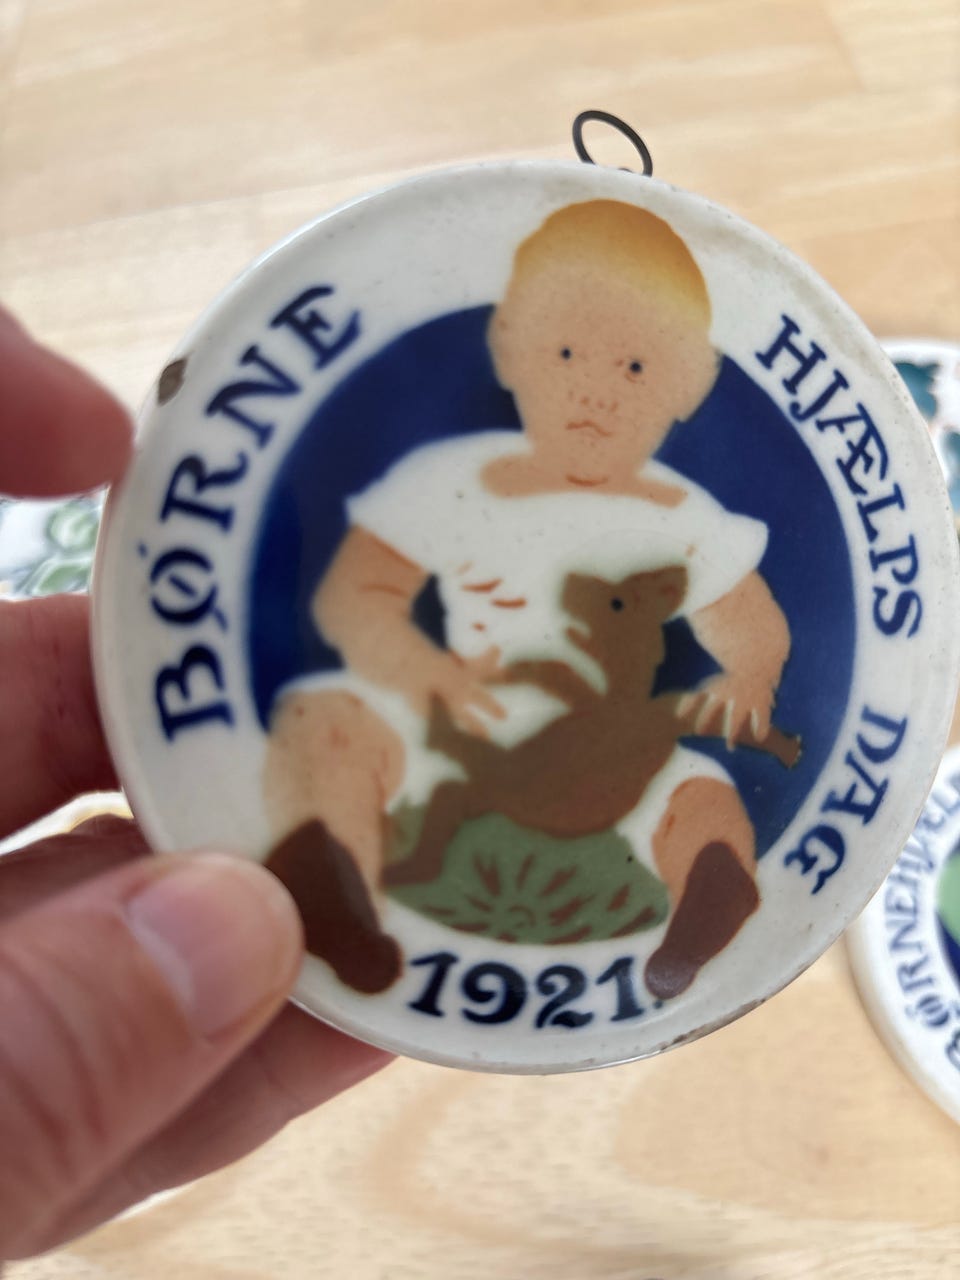 BØRNE
HJÆLPS DAG
1921.